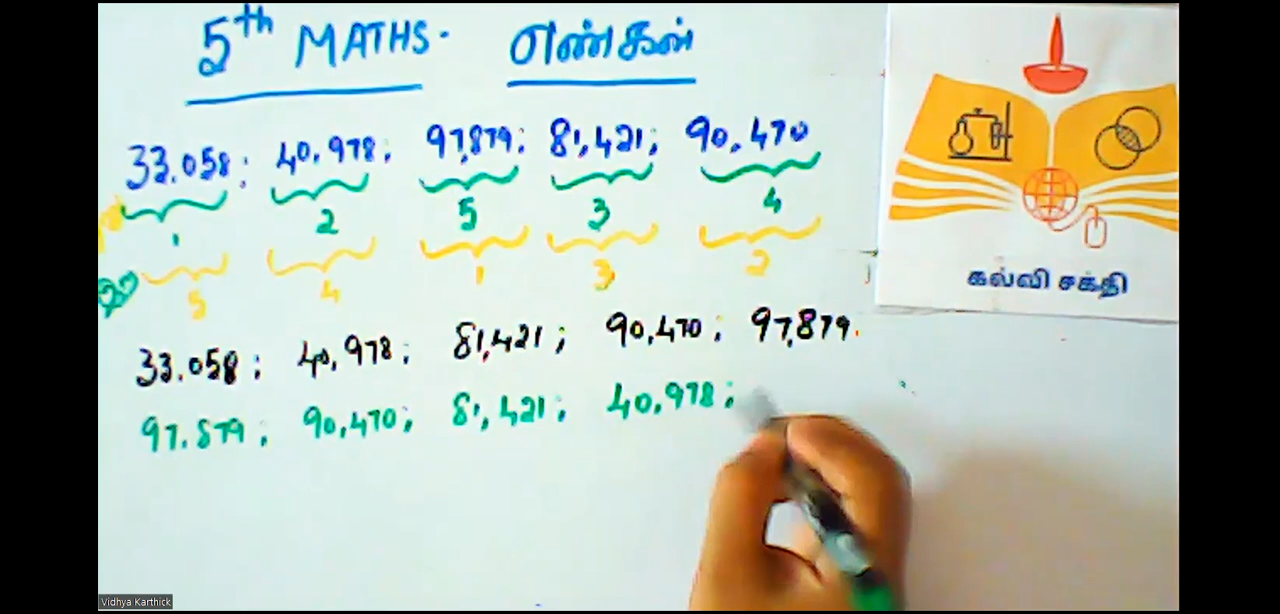 5th MATHS. எண்கள்
33.058; 40,978; 97,879; 81,421; 90,470
1 2 5 3 4
5 4 1 3 2
33.058; 40,978; 81,421; 90,470; 97,879.
97.879; 90,470; 81,421; 40,978;
கல்வி சக்தி
Vidhya Karthick